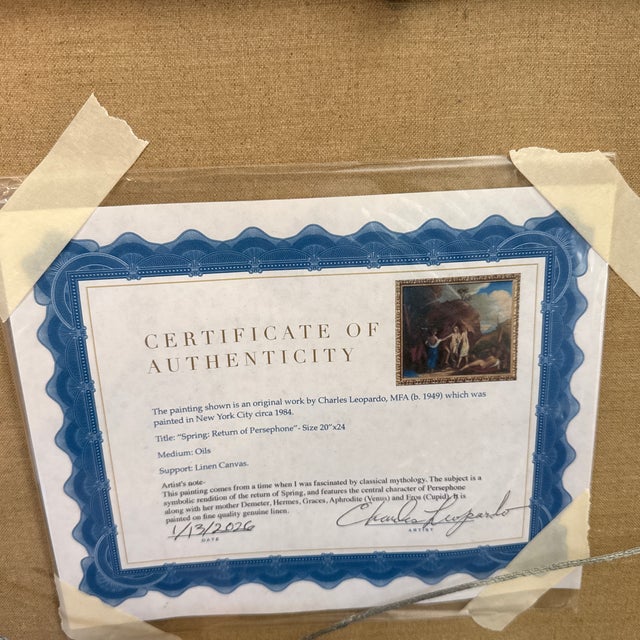 CERTIFICATE OF
AUTHENTICITY
The painting shown is an original work by Charles Leopardo, MFA (b. 1949) which was
painted in New York City circa 1984.
Title: "Spring: Return of Persephone"- Size 20"x24
Medium: Oils
Support: Linen Canvas.
Artist's note-
This painting comes from a time when I was fascinated by classical mythology. The subject is a
symbolic rendition of the return of Spring, and features the central character of Persephone
along with her mother Demeter, Hermes, Graces, Aphrodite (Venus) and Eros (Cupid). It is
painted on fine quality genuine linen.
1/13/2026
Charles Leopardo
DATE
ARTIST